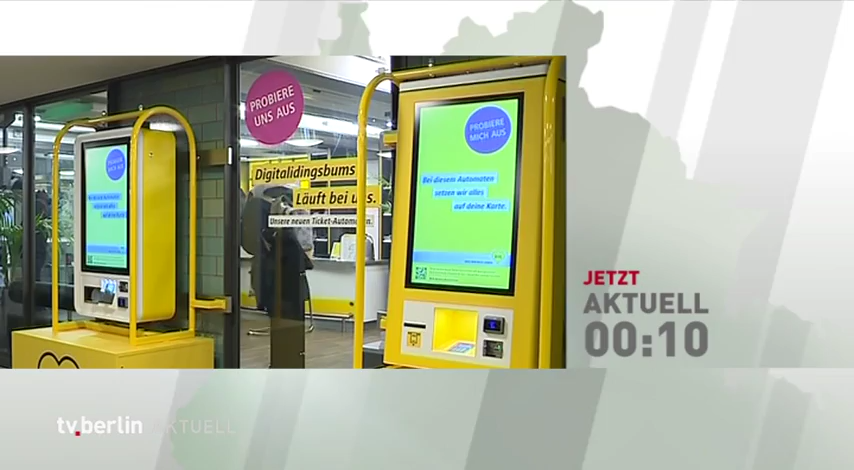 PROBIERE
UNS AUS
Digitalidingsbums
Läuft bei uns.
Unsere neuen Ticket-Automaten.
PROBIERE
MICH AUS
Bei diesem Automaten
setzen wir alles
auf deine Karte.
JETZT
AKTUELL
00:10
tv.berlin AKTUELL